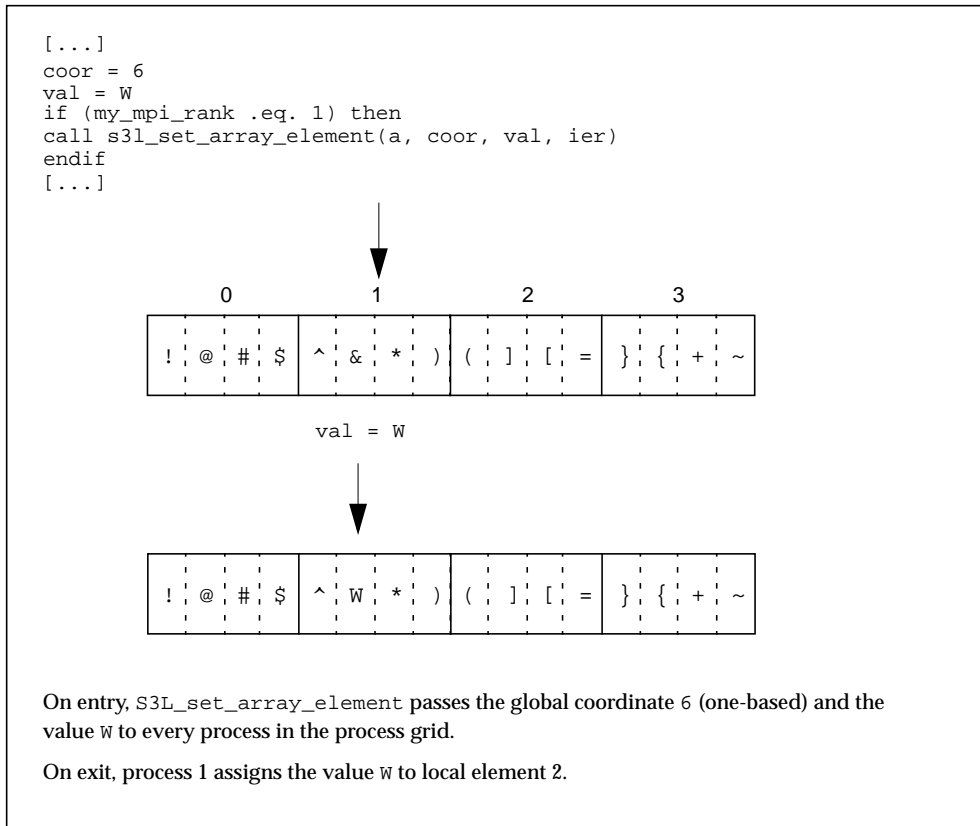 [...]
coor = 6
val = W
if (my_mpi_rank .eq. 1) then
call s3l_set_array_element(a, coor, val, ier)
endif
[...]
0 1 2 3
! @ # $ ^ & * ) ( ] [ = } { + ~
val = W
! @ # $ ^ W * ) ( ] [ = } { + ~
On entry, S3L_set_array_element passes the global coordinate 6 (one-based) and the
value W to every process in the process grid.
On exit, process 1 assigns the value W to local element 2.